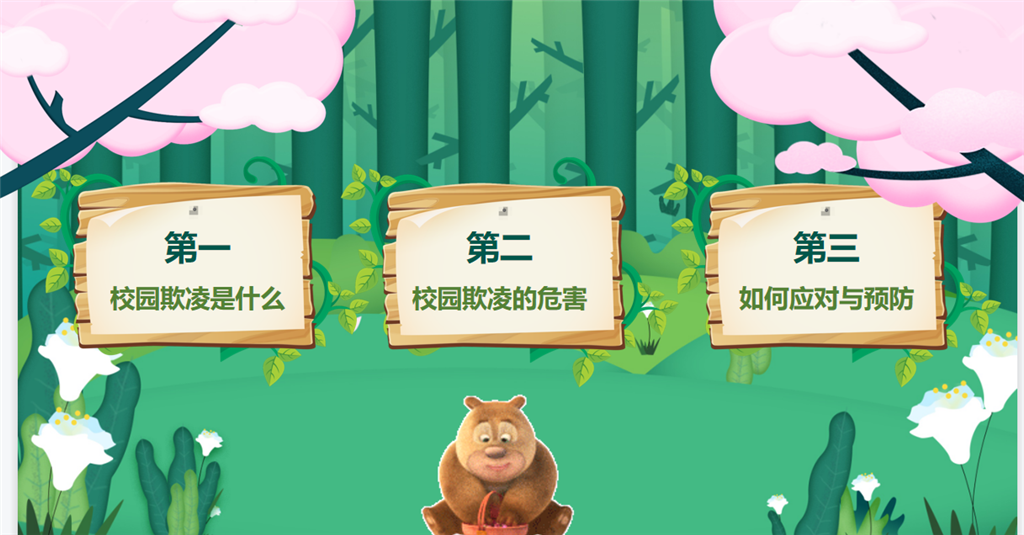 第一
校园欺凌是什么
第二
校园欺凌的危害
第三
如何应对与预防